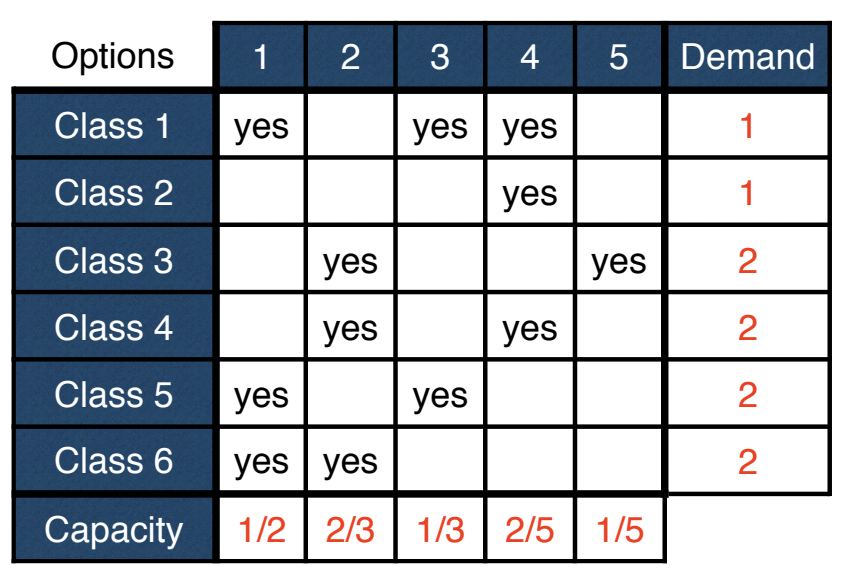 Options 1 2 3 4 5 Demand
Class 1 yes yes yes 1
Class 2 yes 1
Class 3 yes yes 2
Class 4 yes yes 2
Class 5 yes yes 2
Class 6 yes yes 2
Capacity 1/2 2/3 1/3 2/5 1/5